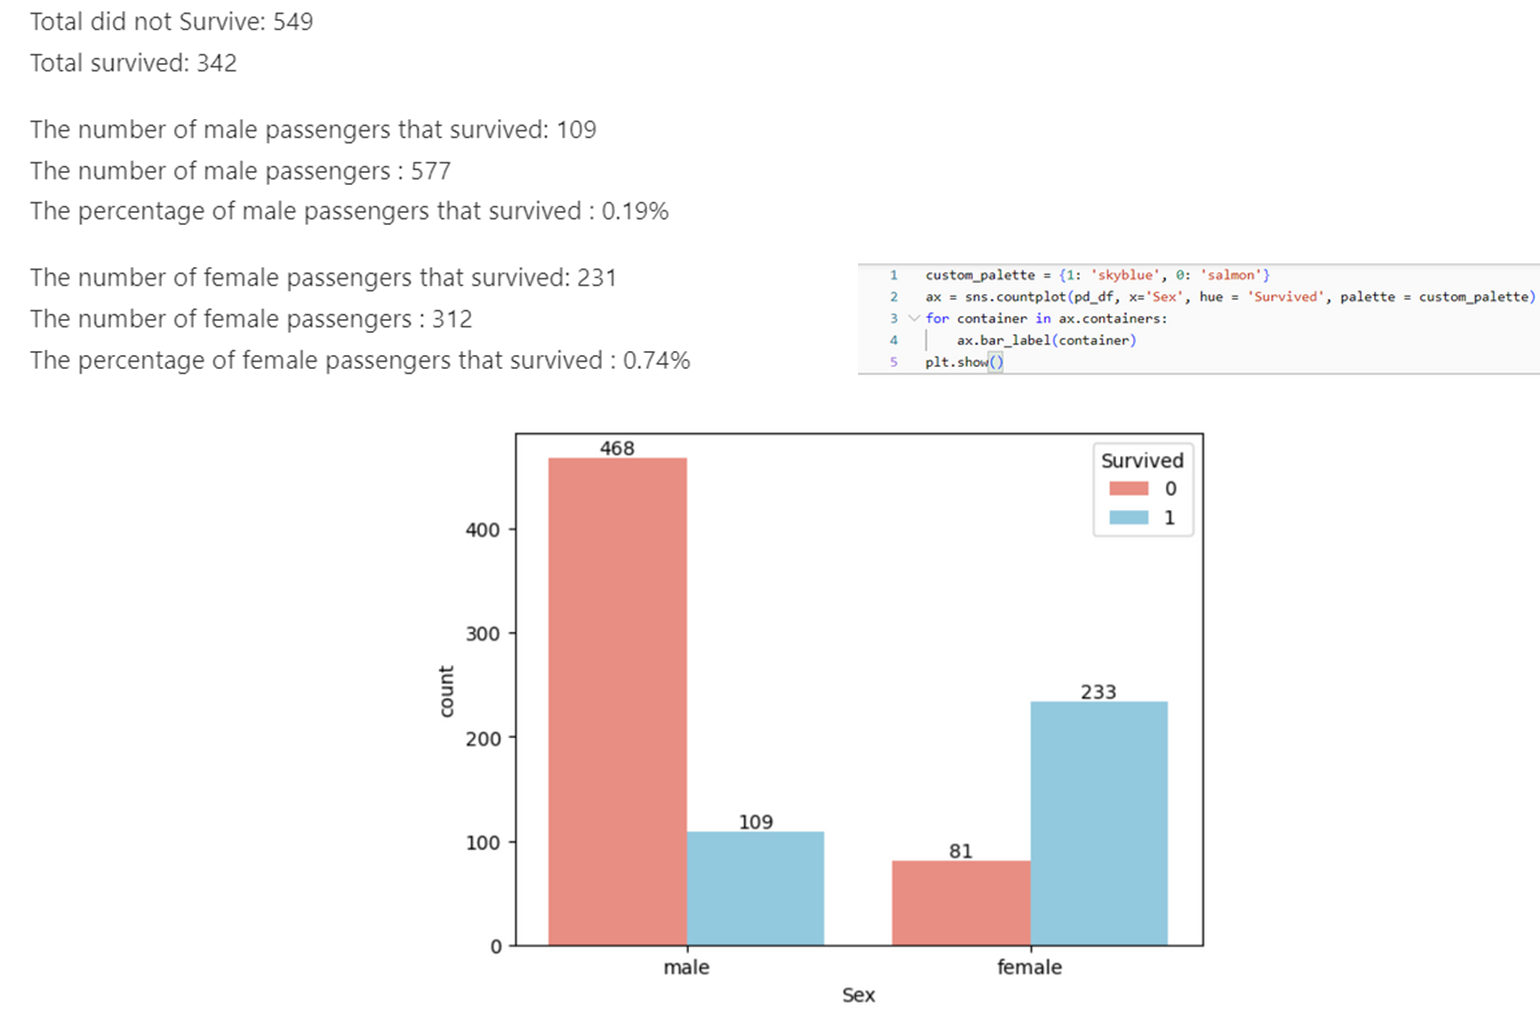 Total did not Survive: 549
Total survived: 342
The number of male passengers that survived: 109
The number of male passengers : 577
The percentage of male passengers that survived : 0.19%
The number of female passengers that survived: 231
The number of female passengers : 312
The percentage of female passengers that survived : 0.74%
1 custom_palette = {1: 'skyblue', 0: 'salmon'}
2 ax = sns.countplot(pd_df, x='Sex', hue = 'Survived', palette = custom_palette)
3 for container in ax.containers:
4 ax.bar_label(container)
5 plt.show()
468
Survived
0
1
400
300
count
233
200
109
100
81
0
male female
Sex